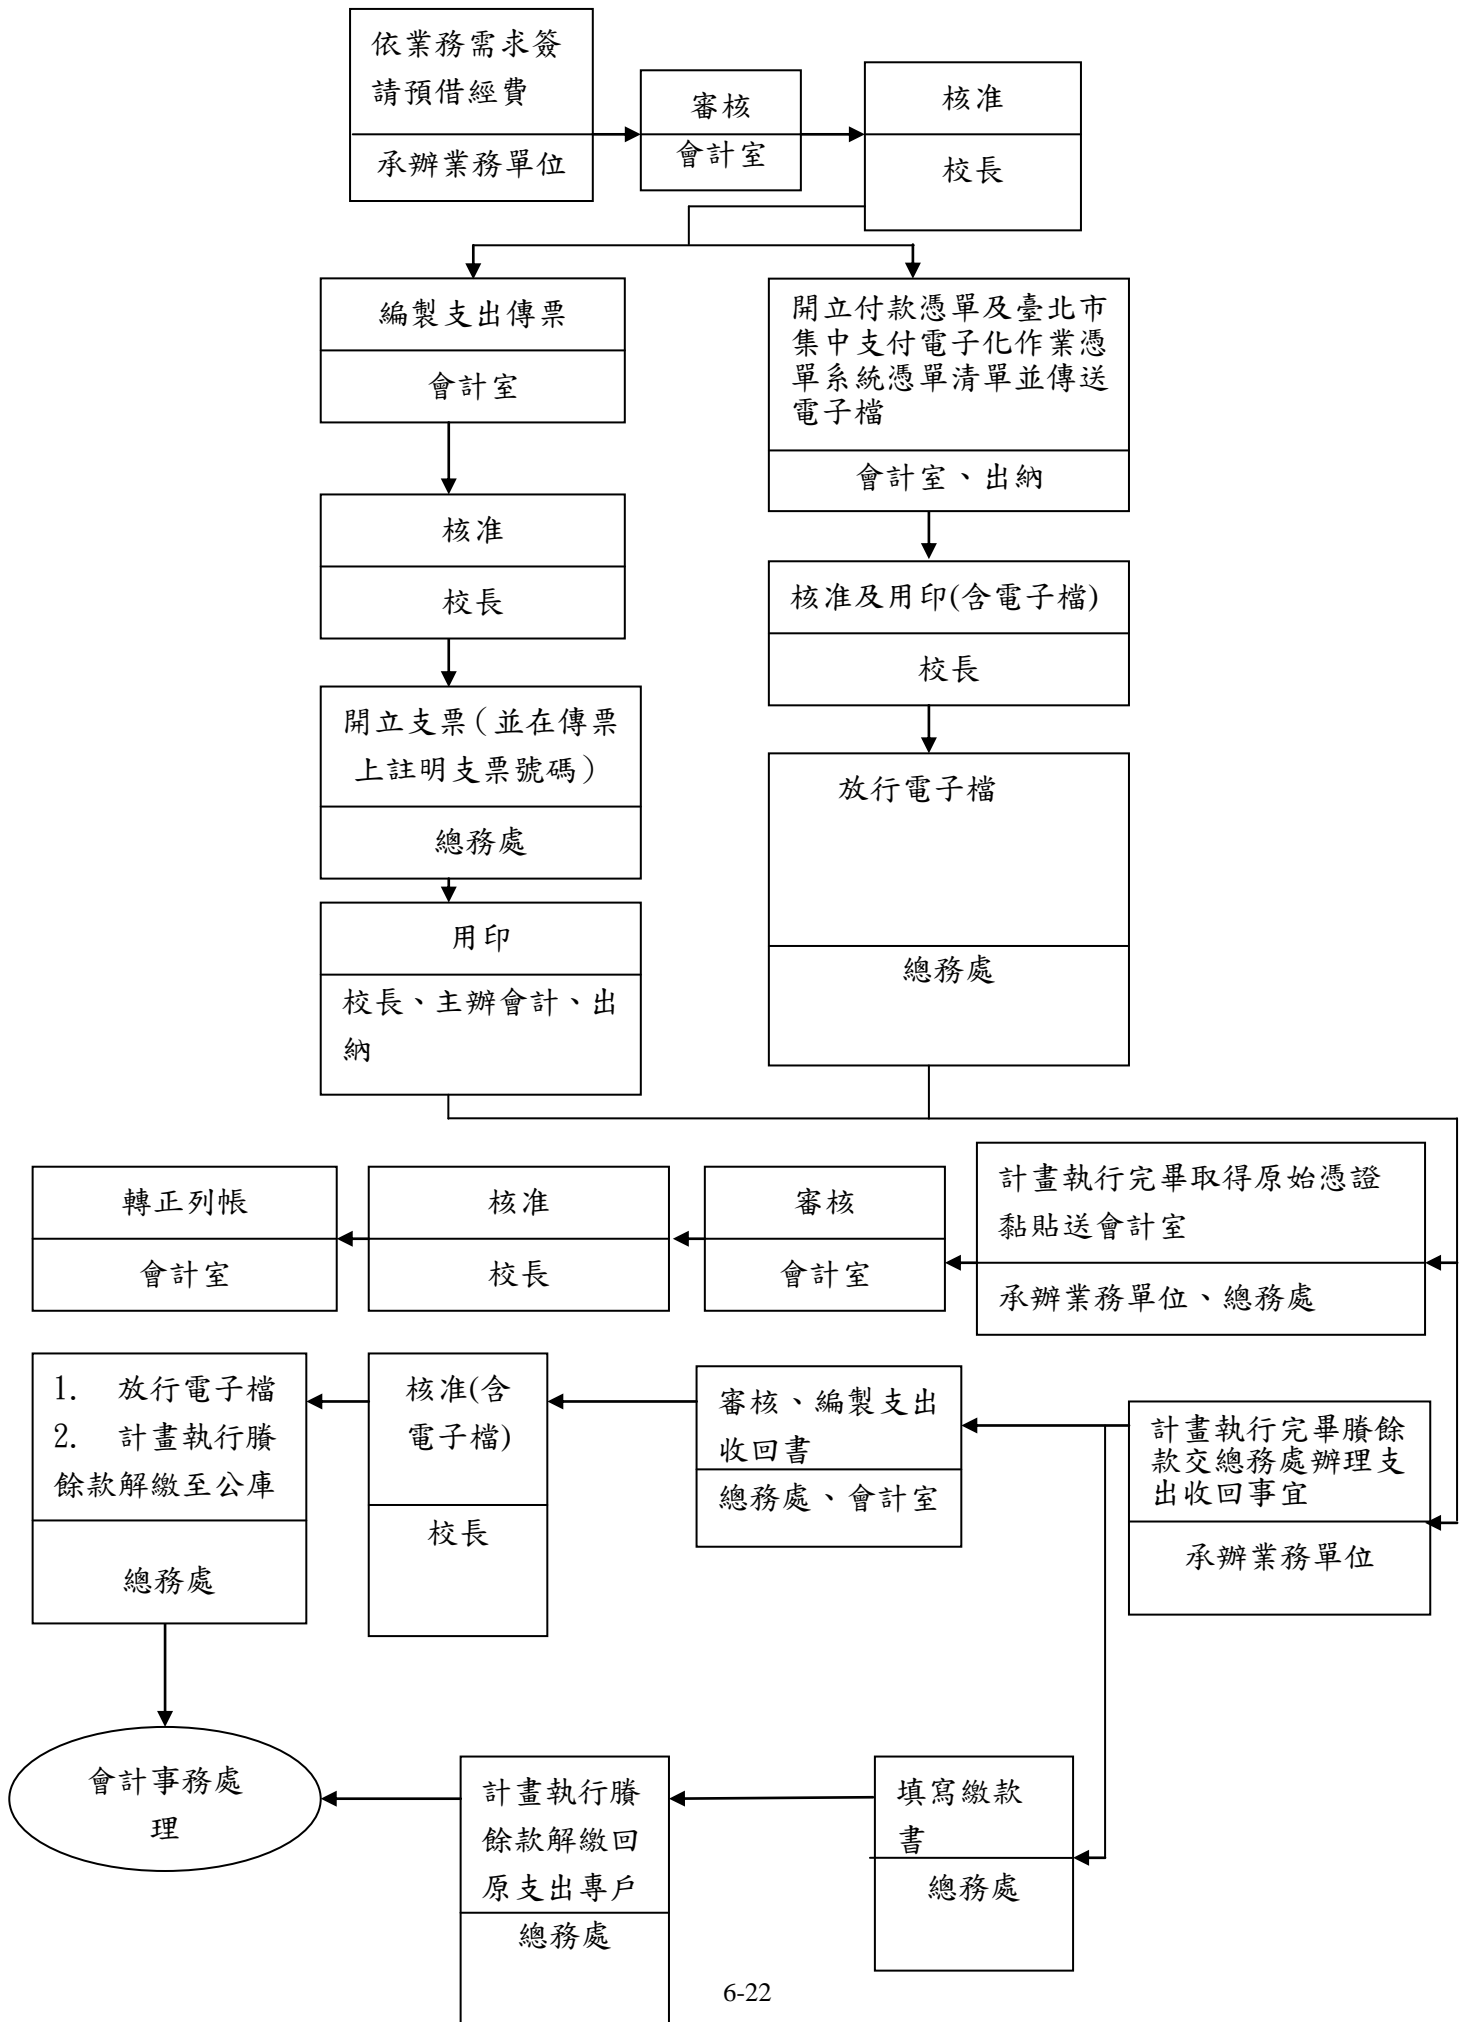 依業務需求簽
請預借經費
承辦業務單位
審核
會計室
核准
校長
編製支出傳票
會計室
開立付款憑單及臺北市
集中支付電子化作業憑
單系統憑單清單並傳送
電子檔
會計室、出納
核准
校長
核准及用印(含電子檔)
校長
開立支票（並在傳票
上註明支票號碼）
總務處
放行電子檔
總務處
用印
校長、主辦會計、出
納
計畫執行完畢取得原始憑證
黏貼送會計室
承辦業務單位、總務處
審核
會計室
核准
校長
轉正列帳
會計室
計畫執行完畢賸餘
款交總務處辦理支
出收回事宜
承辦業務單位
審核、編製支出
收回書
總務處、會計室
核准(含
電子檔)
校長
1. 放行電子檔
2. 計畫執行賸
餘款解繳至公庫
總務處
填寫繳款
書
總務處
計畫執行賸
餘款解繳回
原支出專戶
總務處
會計事務處
理
6-22